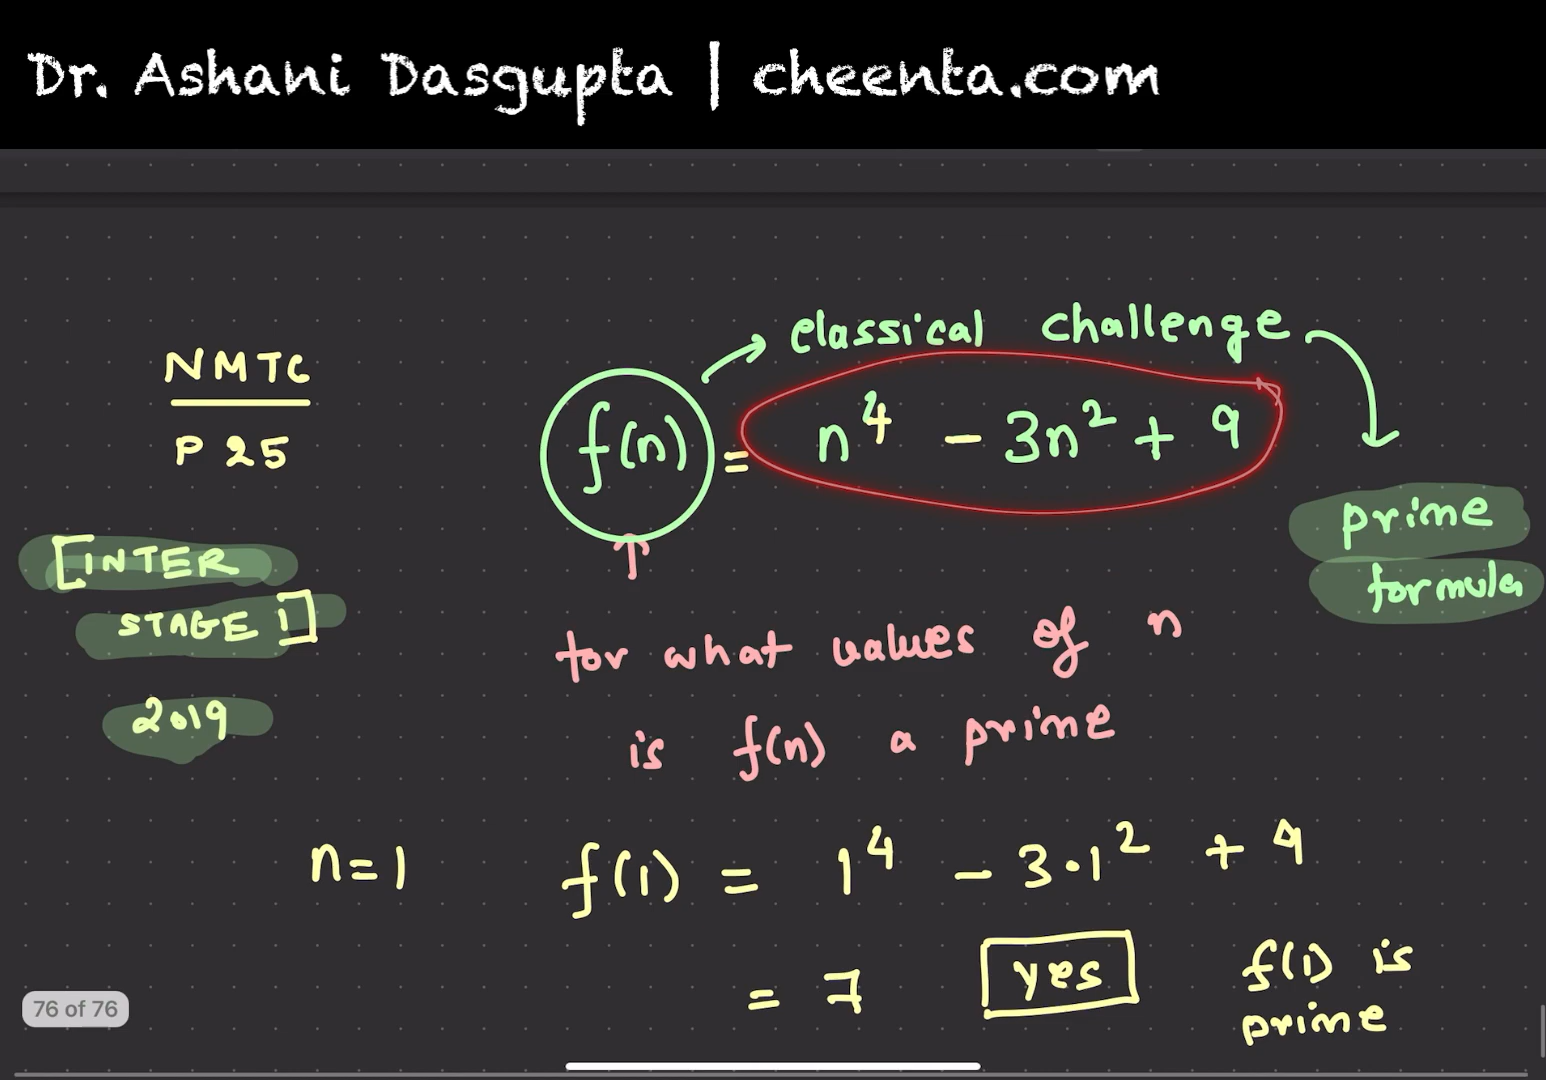 Dr. Ashani Dasgupta | cheenta.com
classical challenge
NMTC
f(n) = n⁴ - 3n² + 9
P 25
prime
[INTER
formula
STAGE 1]
for what values of n
2019
is f(n) a prime
n = 1 f(1) = 1⁴ - 3·1² + 9
= 7 yes f(1) is
prime
76 of 76